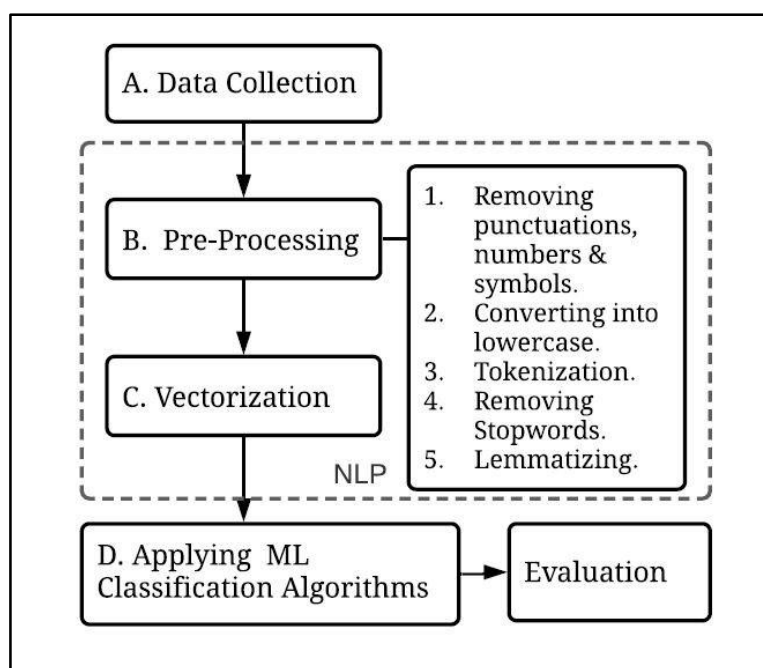 A. Data Collection
B. Pre-Processing
1. Removing
punctuations,
numbers &
symbols.
2. Converting into
lowercase.
3. Tokenization.
4. Removing
Stopwords.
5. Lemmatizing.
C. Vectorization
NLP
D. Applying ML
Classification Algorithms
Evaluation